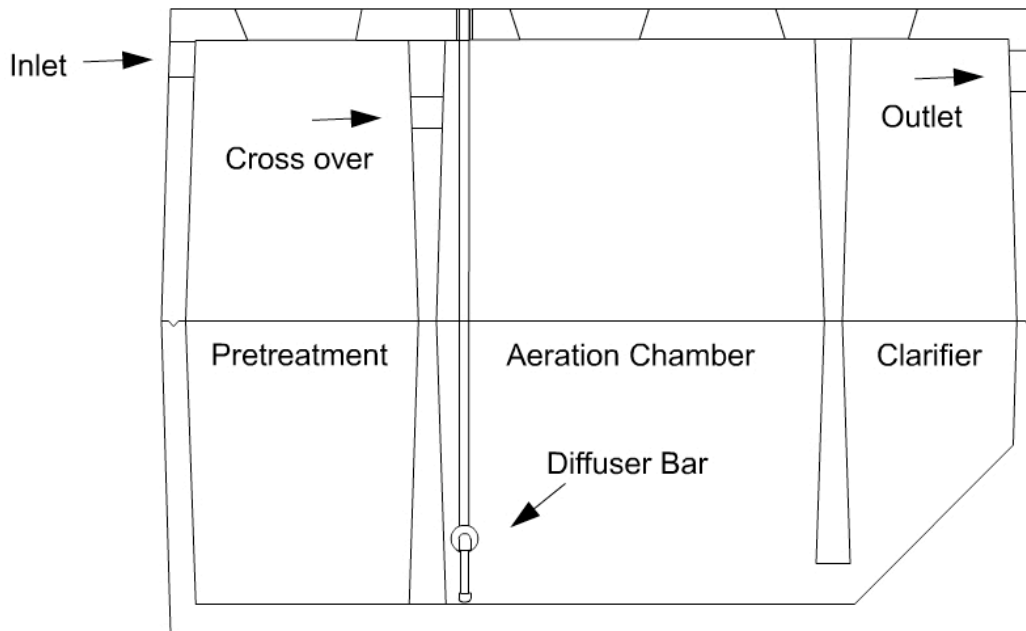 Inlet
Outlet
Cross over
Pretreatment
Aeration Chamber
Clarifier
Diffuser Bar